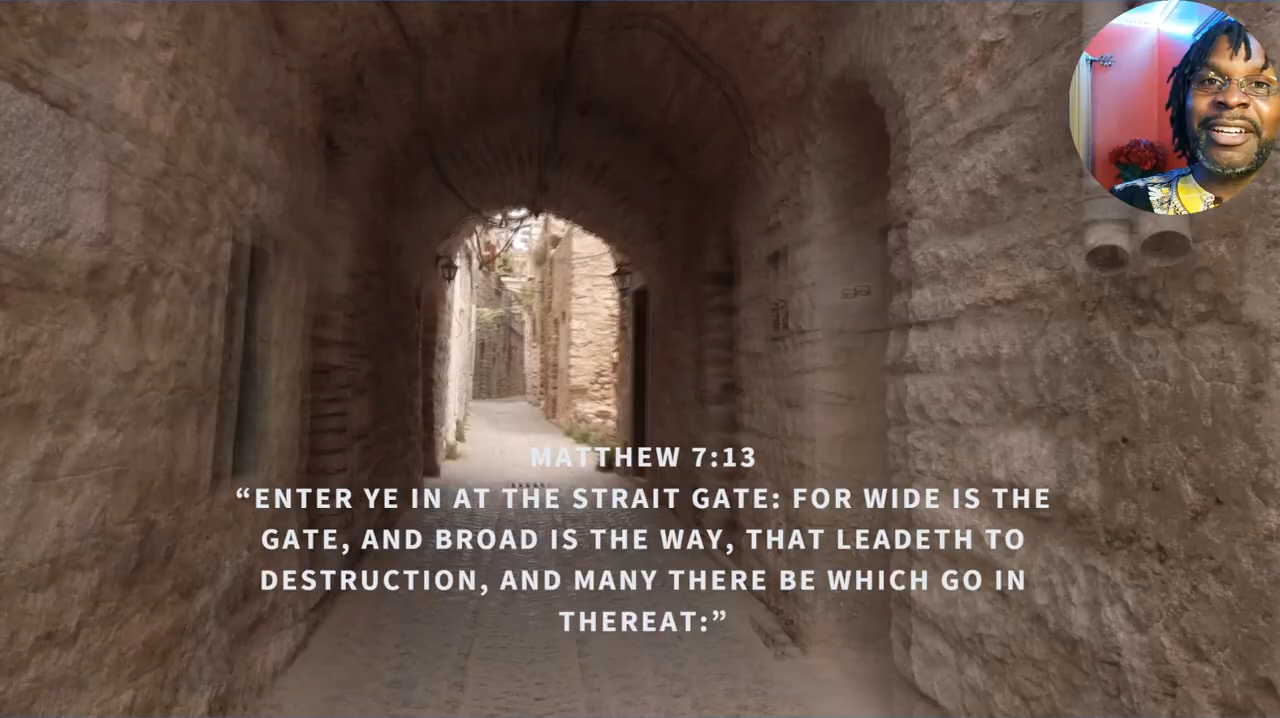 MATTHEW 7:13
“ENTER YE IN AT THE STRAIT GATE: FOR WIDE IS THE
GATE, AND BROAD IS THE WAY, THAT LEADETH TO
DESTRUCTION, AND MANY THERE BE WHICH GO IN
THEREAT:”